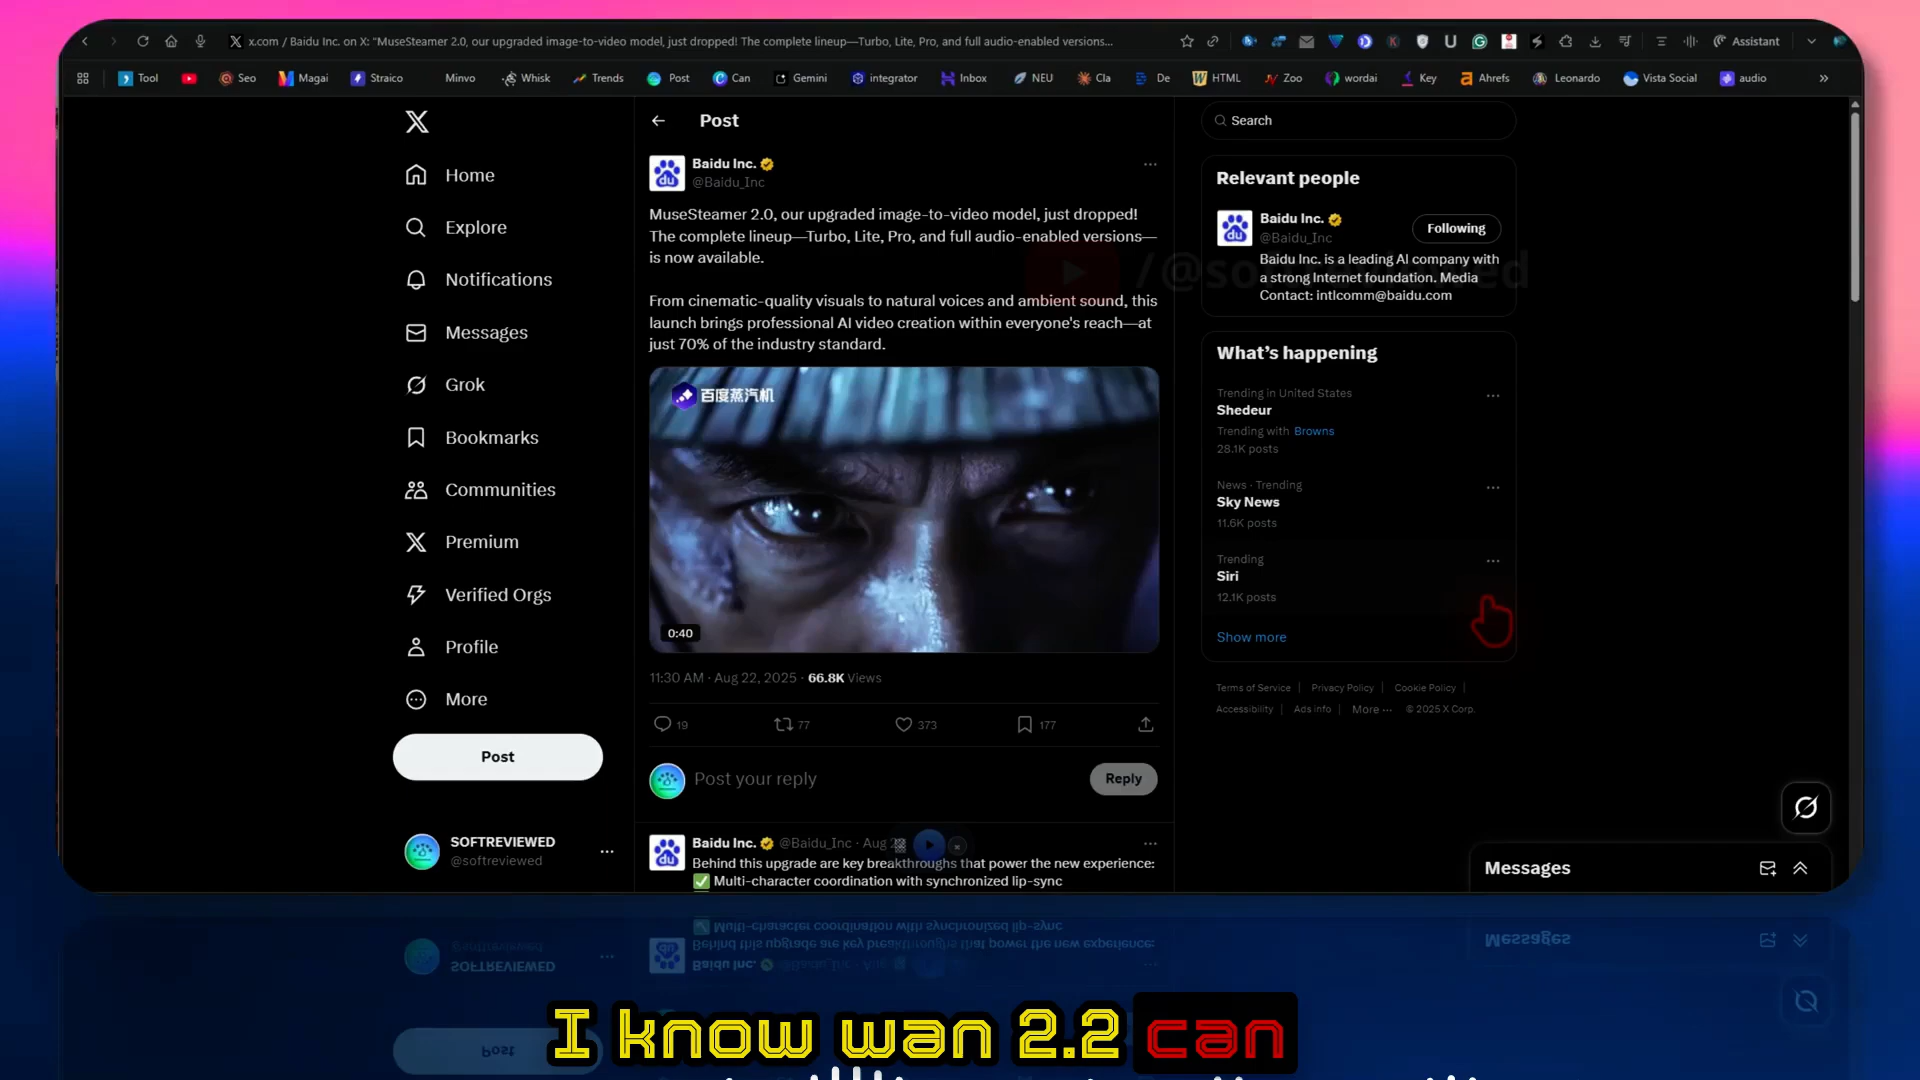 x.com / Baidu Inc. on X: "MuseSteamer 2.0, our upgraded image-to-video model, just dropped! The complete lineup—Turbo, Lite, Pro, and full audio-enabled versions...
Assistant
Tool
Seo
Magai
Straico
Minvo
Whisk
Trends
Post
Can
Gemini
integrator
Inbox
NEU
Cla
De
HTML
Zoo
wordai
Key
Ahrefs
Leonardo
Vista Social
audio
Home
Explore
Notifications
Messages
Grok
Bookmarks
Communities
Premium
Verified Orgs
Profile
More
Post
SOFTREVIEWED
@softreviewed
Post
Baidu Inc.
@Baidu_Inc
MuseSteamer 2.0, our upgraded image-to-video model, just dropped!
The complete lineup—Turbo, Lite, Pro, and full audio-enabled versions—
is now available.
From cinematic-quality visuals to natural voices and ambient sound, this
launch brings professional AI video creation within everyone's reach—at
just 70% of the industry standard.
百度蒸汽机
0:40
11:30 AM · Aug 22, 2025 · 66.8K Views
19
77
373
177
Post your reply
Reply
Baidu Inc. @Baidu_Inc · Aug
Behind this upgrade are key breakthroughs that power the new experience:
✅ Multi-character coordination with synchronized lip-sync
Search
Relevant people
Baidu Inc.
@Baidu_Inc
Following
Baidu Inc. is a leading AI company with
a strong Internet foundation. Media
Contact: intlcomm@baidu.com
What's happening
Trending in United States
Shedeur
Trending with Browns
28.1K posts
News · Trending
Sky News
11.6K posts
Trending
Siri
12.1K posts
Show more
Terms of Service | Privacy Policy | Cookie Policy |
Accessibility | Ads info | More ··· © 2025 X Corp.
Messages
I know wan 2.2 can